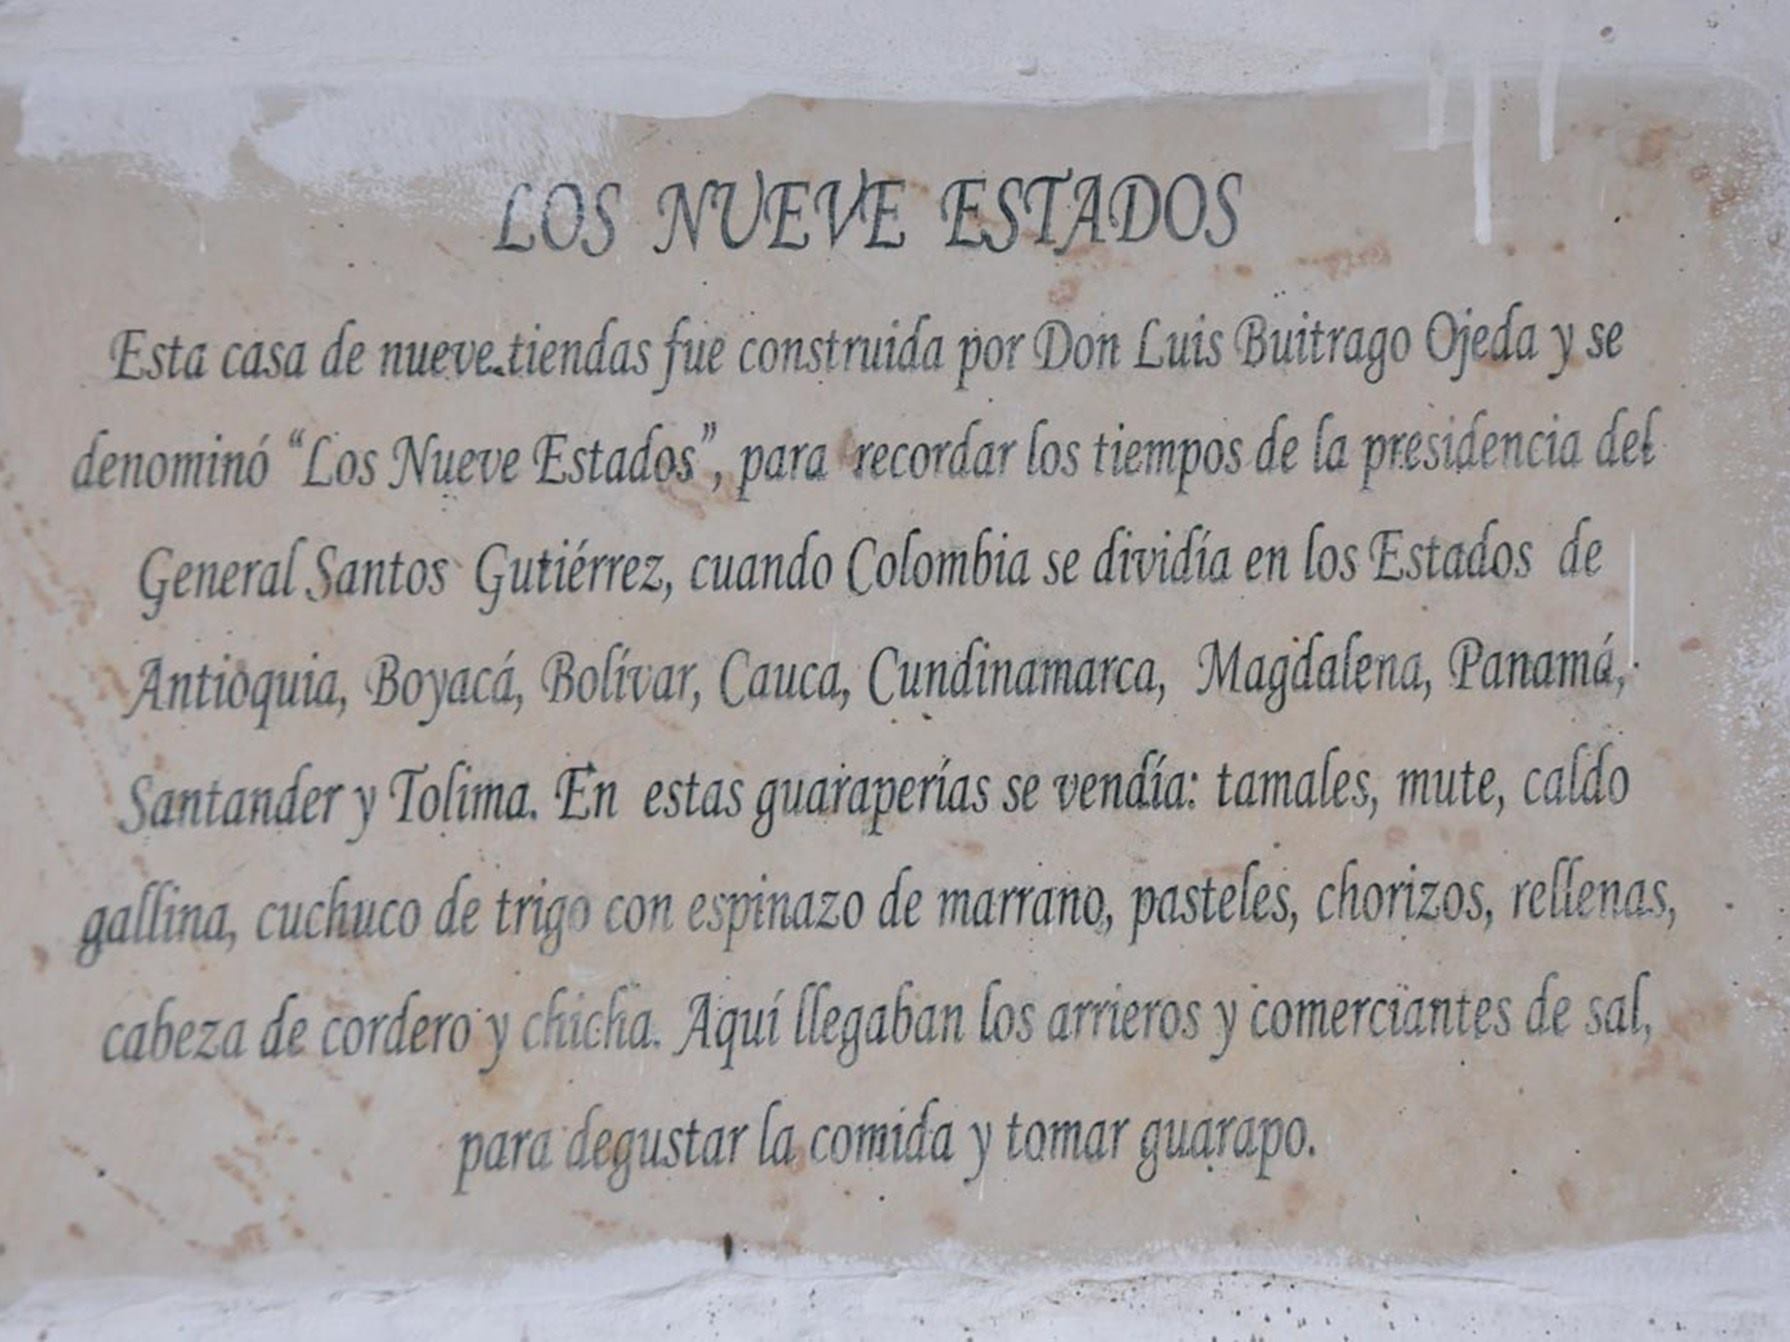 LOS NUEVE ESTADOS
Esta casa de nueve tiendas fue construida por Don Luis Buitrago Ojeda y se
denominó “Los Nueve Estados”, para recordar los tiempos de la presidencia del
General Santos Gutiérrez, cuando Colombia se dividía en los Estados de
Antioquia, Boyacá, Bolívar, Cauca, Cundinamarca, Magdalena, Panamá,
Santander y Tolima. En estas guaraperías se vendía: tamales, mute, caldo
gallina, cuchuco de trigo con espinazo de marrano, pasteles, chorizos, rellenas,
cabeza de cordero y chicha. Aquí llegaban los arrieros y comerciantes de sal,
para degustar la comida y tomar guarapo.